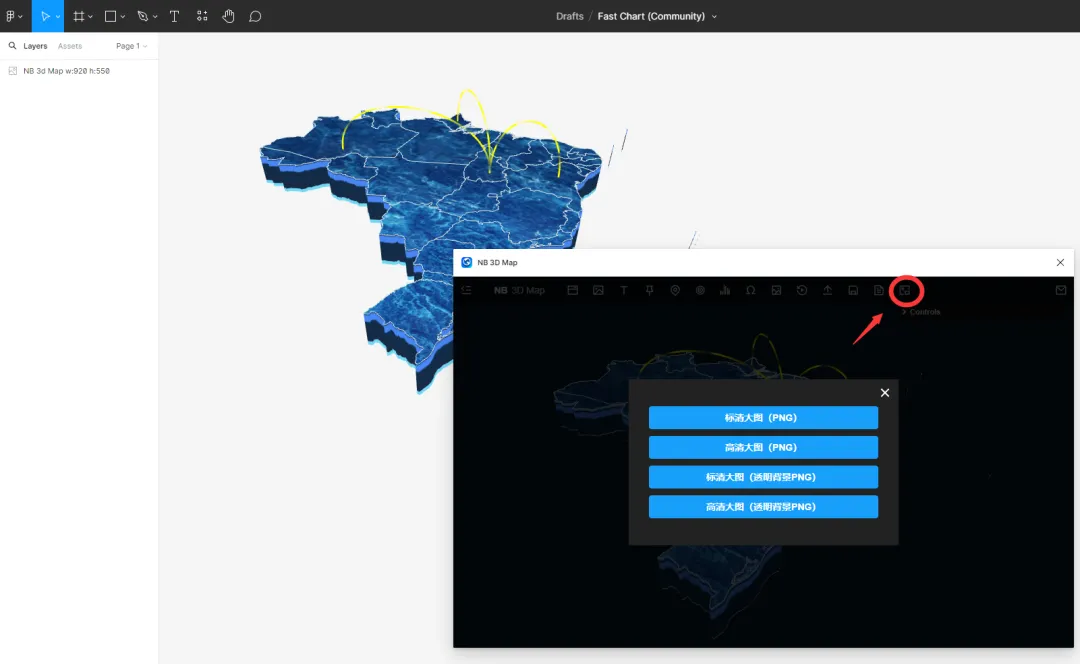 Drafts / Fast Chart (Community)
Layers Assets Page 1
NB 3d Map w:920 h:550
NB 3D Map
NB 3D Map
Controls
标清大图（PNG）
高清大图（PNG）
标清大图（透明背景PNG）
高清大图（透明背景PNG）